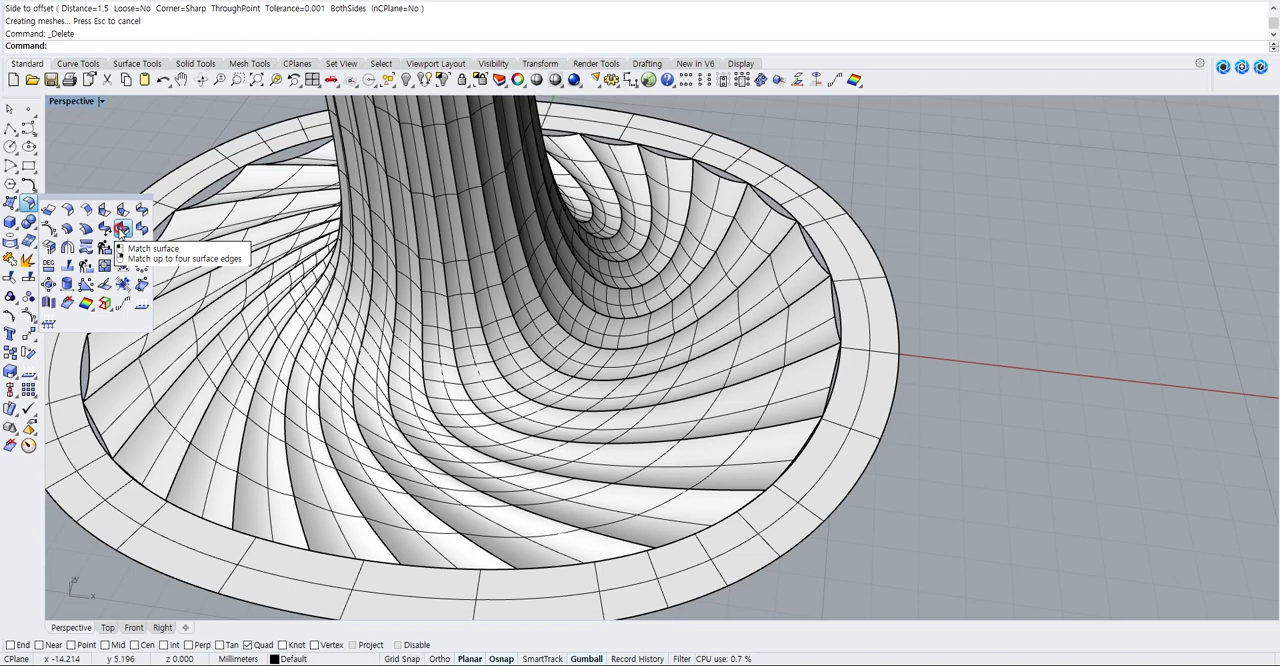 Side to offset ( Distance=1.5  Loose=No  Corner=Sharp  ThroughPoint  Tolerance=0.001  BothSides  InCPlane=No )
Creating meshes... Press Esc to cancel
Command: _Delete
Command:
Standard  Curve Tools  Surface Tools  Solid Tools  Mesh Tools  CPlanes  Set View  Select  Viewport Layout  Visibility  Transform  Render Tools  Drafting  New in V6  Display
Perspective
Match surface
Match up to four surface edges
DEG
y
x
Perspective  Top  Front  Right
End  Near  Point  Mid  Cen  Int  Perp  Tan  Quad  Knot  Vertex  Project  Disable
CPlane  x -14.214  y 5.196  z 0.000  Millimeters  Default  Grid Snap  Ortho  Planar  Osnap  SmartTrack  Gumball  Record History  Filter  CPU use: 0.7 %